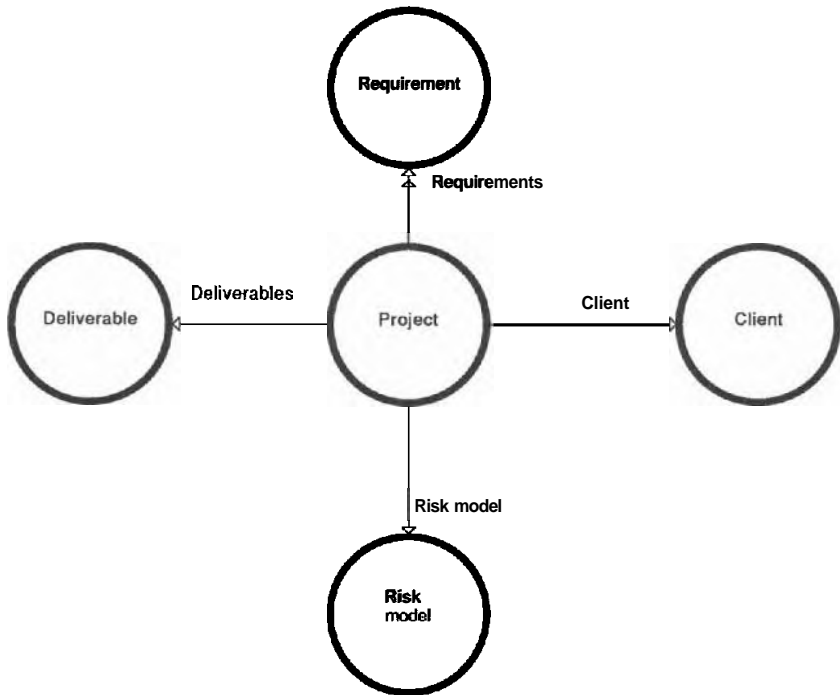 Requirement
Requirements
Deliverables
Client
Deliverable
Project
Client
Risk model
Risk
model